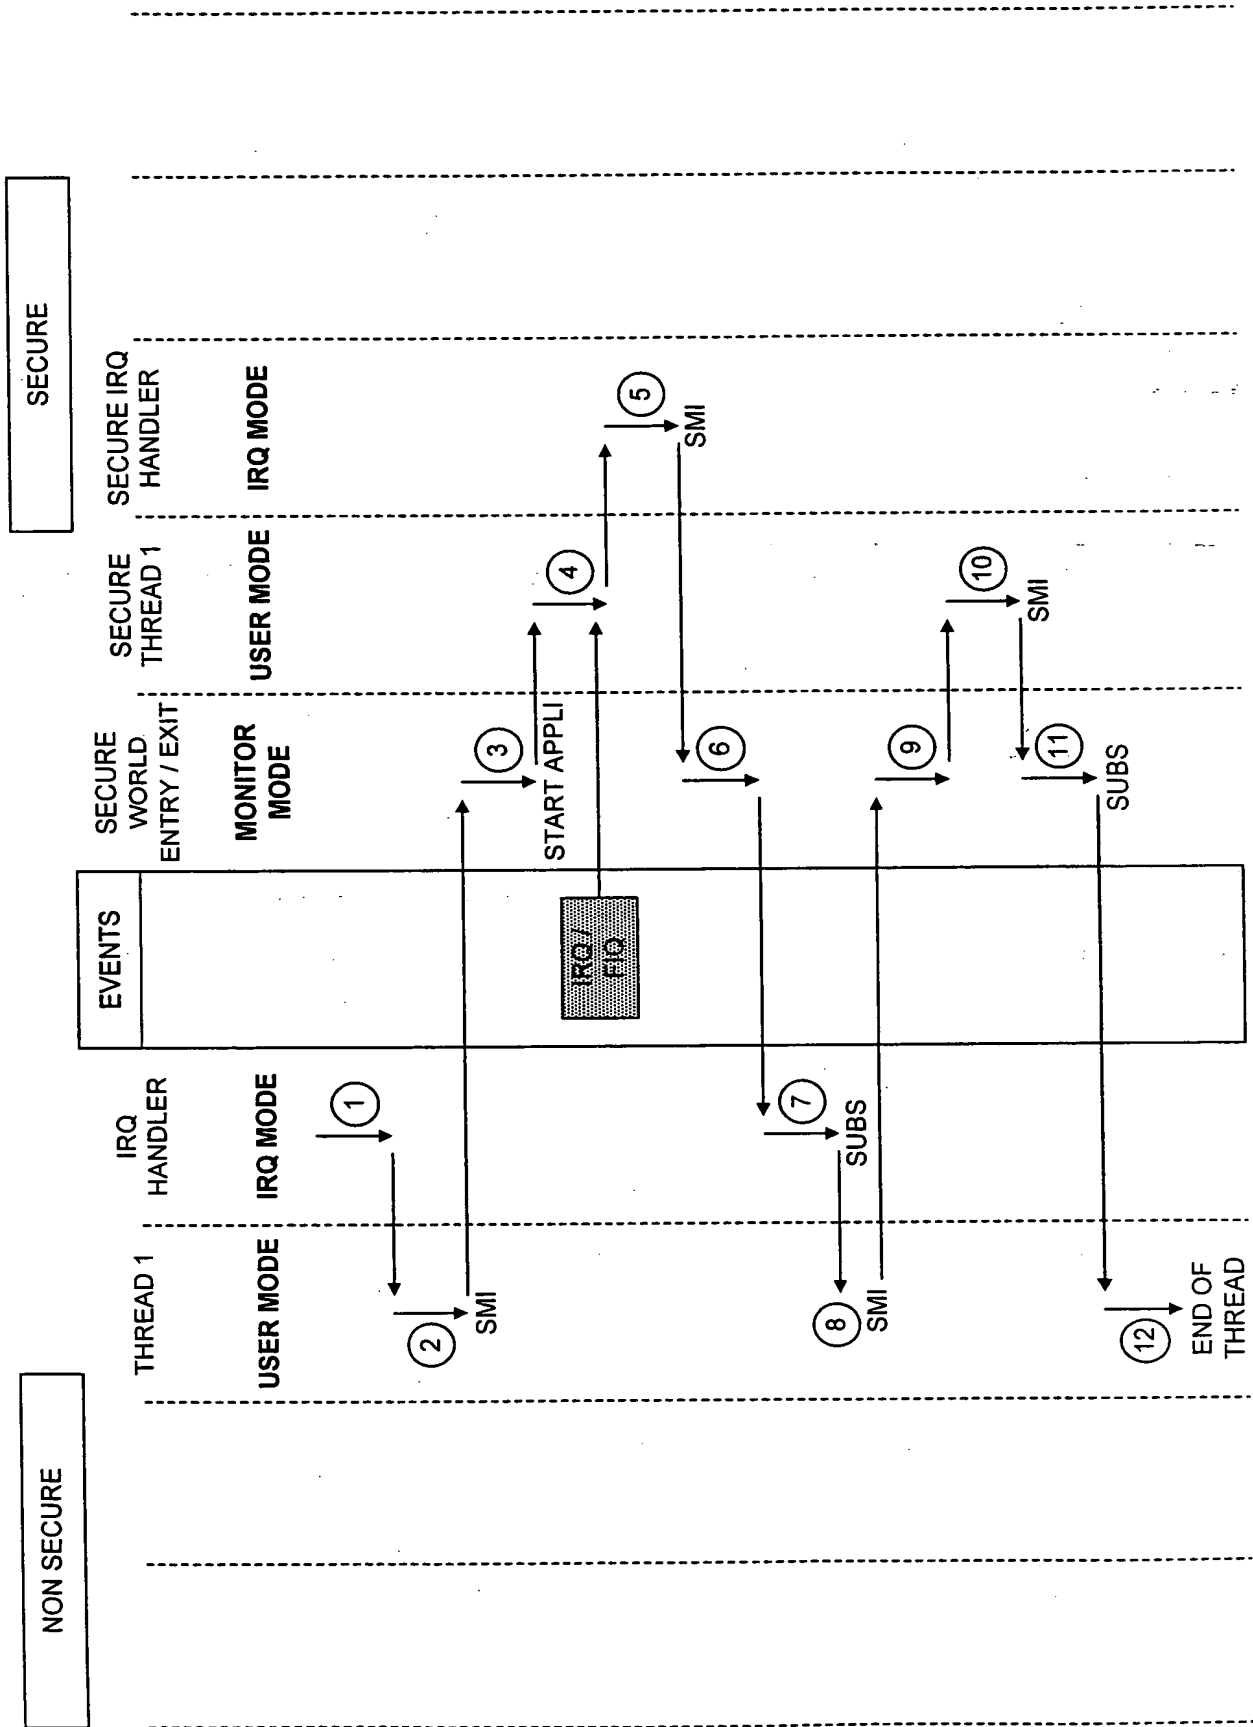 NON SECURE
SECURE
THREAD 1
USER MODE
IRQ
HANDLER
IRQ MODE
EVENTS
SECURE
WORLD
ENTRY / EXIT
MONITOR
MODE
SECURE
THREAD 1
USER MODE
SECURE IRQ
HANDLER
IRQ MODE
1
2
SMI
3
START APPLI
4
IRQ /
FIQ
5
SMI
6
7
SUBS
8
SMI
9
10
SMI
11
SUBS
12
END OF
THREAD